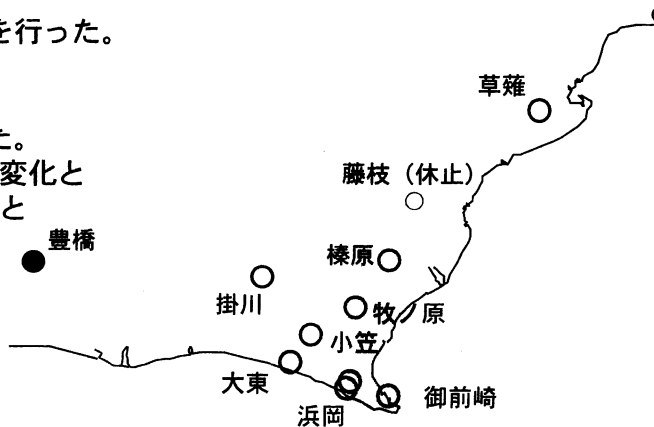 を行った。
草薙
た。
変化と
藤枝（休止）
と
豊橋
榛原
掛川
牧ノ原
小笠
大東
御前崎
浜岡